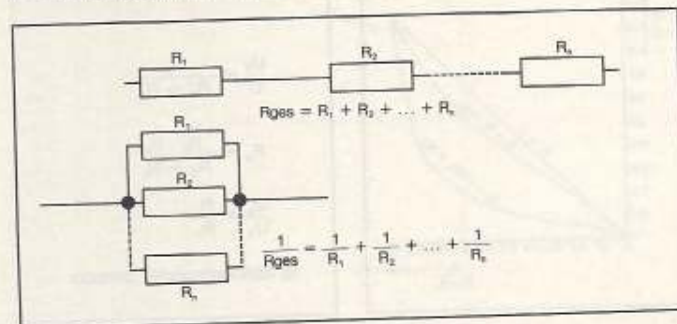 R₁ R₂ Rₙ
Rges = R₁ + R₂ + ... + Rₙ
R₁
R₂
Rₙ
1/Rges = 1/R₁ + 1/R₂ + ... + 1/Rₙ